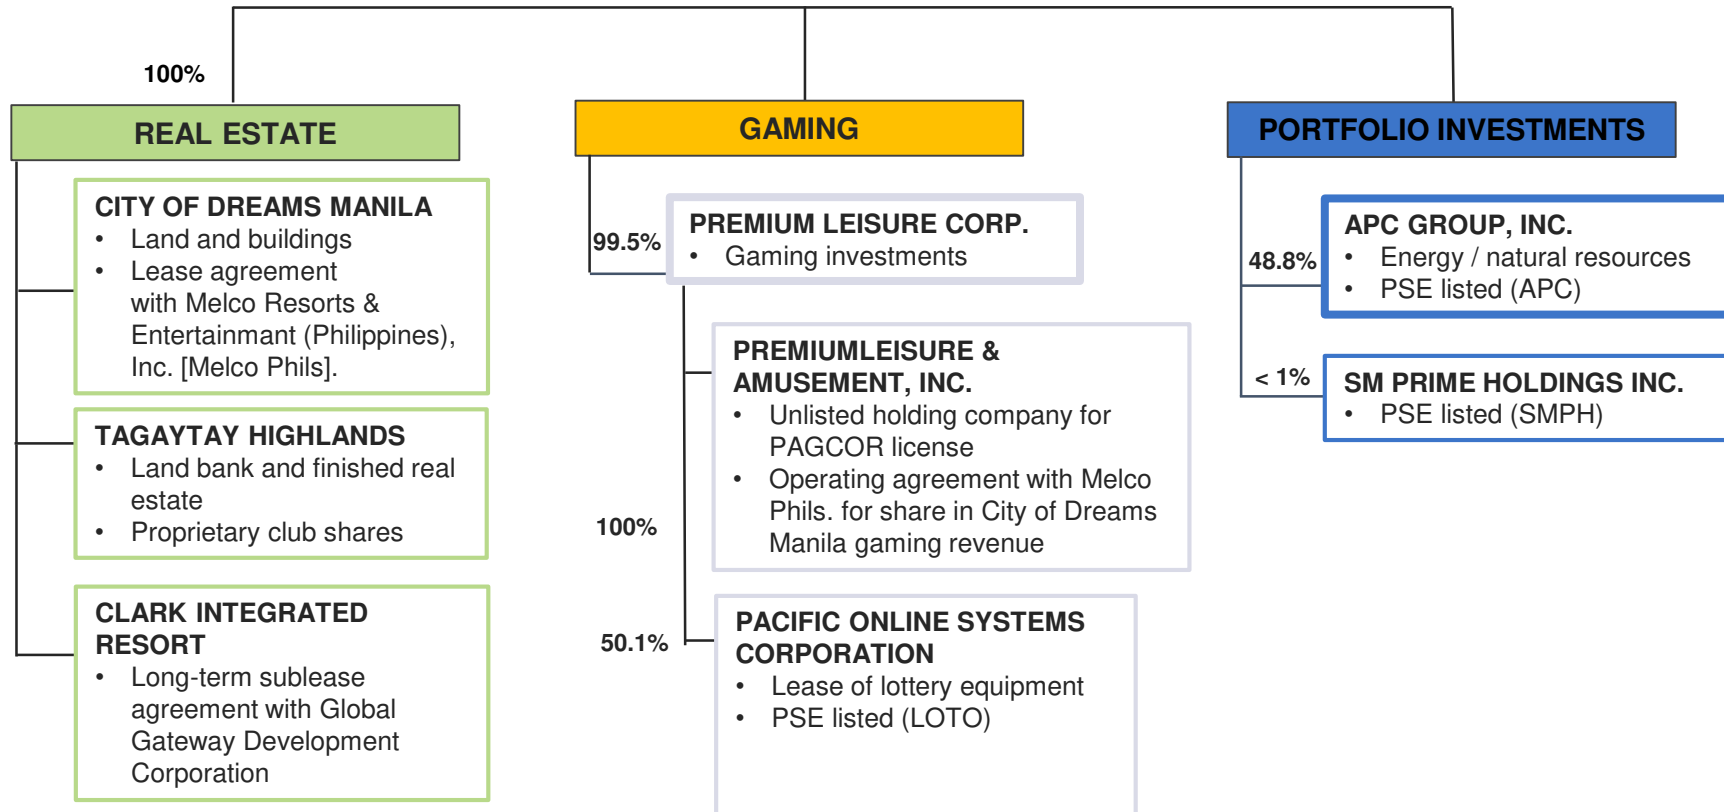 100%
REAL ESTATE
CITY OF DREAMS MANILA
• Land and buildings
• Lease agreement
with Melco Resorts &
Entertainmant (Philippines),
Inc. [Melco Phils].
TAGAYTAY HIGHLANDS
• Land bank and finished real
estate
• Proprietary club shares
CLARK INTEGRATED
RESORT
• Long-term sublease
agreement with Global
Gateway Development
Corporation
GAMING
99.5%
PREMIUM LEISURE CORP.
• Gaming investments
100%
PREMIUMLEISURE &
AMUSEMENT, INC.
• Unlisted holding company for
PAGCOR license
• Operating agreement with Melco
Phils. for share in City of Dreams
Manila gaming revenue
50.1%
PACIFIC ONLINE SYSTEMS
CORPORATION
• Lease of lottery equipment
• PSE listed (LOTO)
PORTFOLIO INVESTMENTS
48.8%
APC GROUP, INC.
• Energy / natural resources
• PSE listed (APC)
< 1%
SM PRIME HOLDINGS INC.
• PSE listed (SMPH)